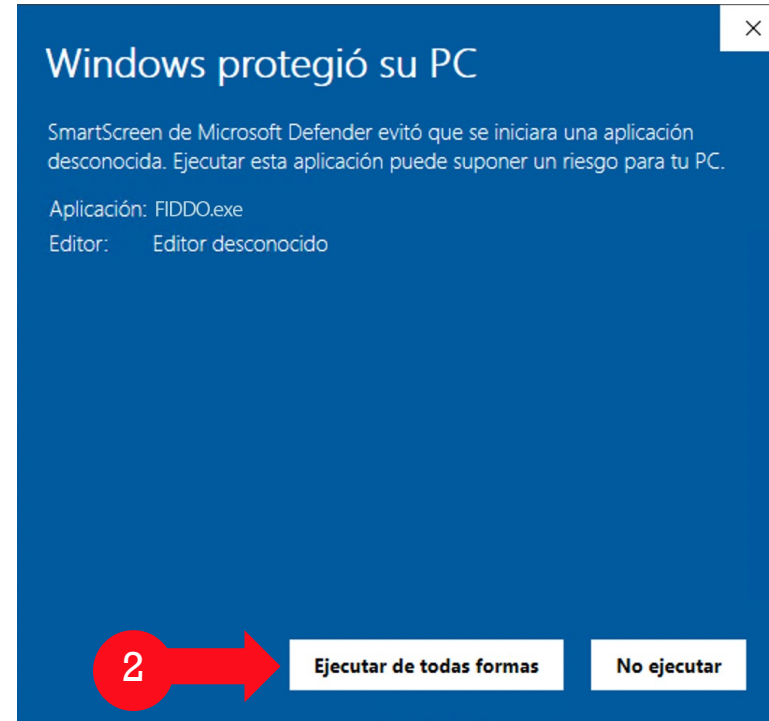 Windows protegió su PC
SmartScreen de Microsoft Defender evitó que se iniciara una aplicación
desconocida. Ejecutar esta aplicación puede suponer un riesgo para tu PC.
Aplicación: FIDDO.exe
Editor: Editor desconocido
2
Ejecutar de todas formas
No ejecutar